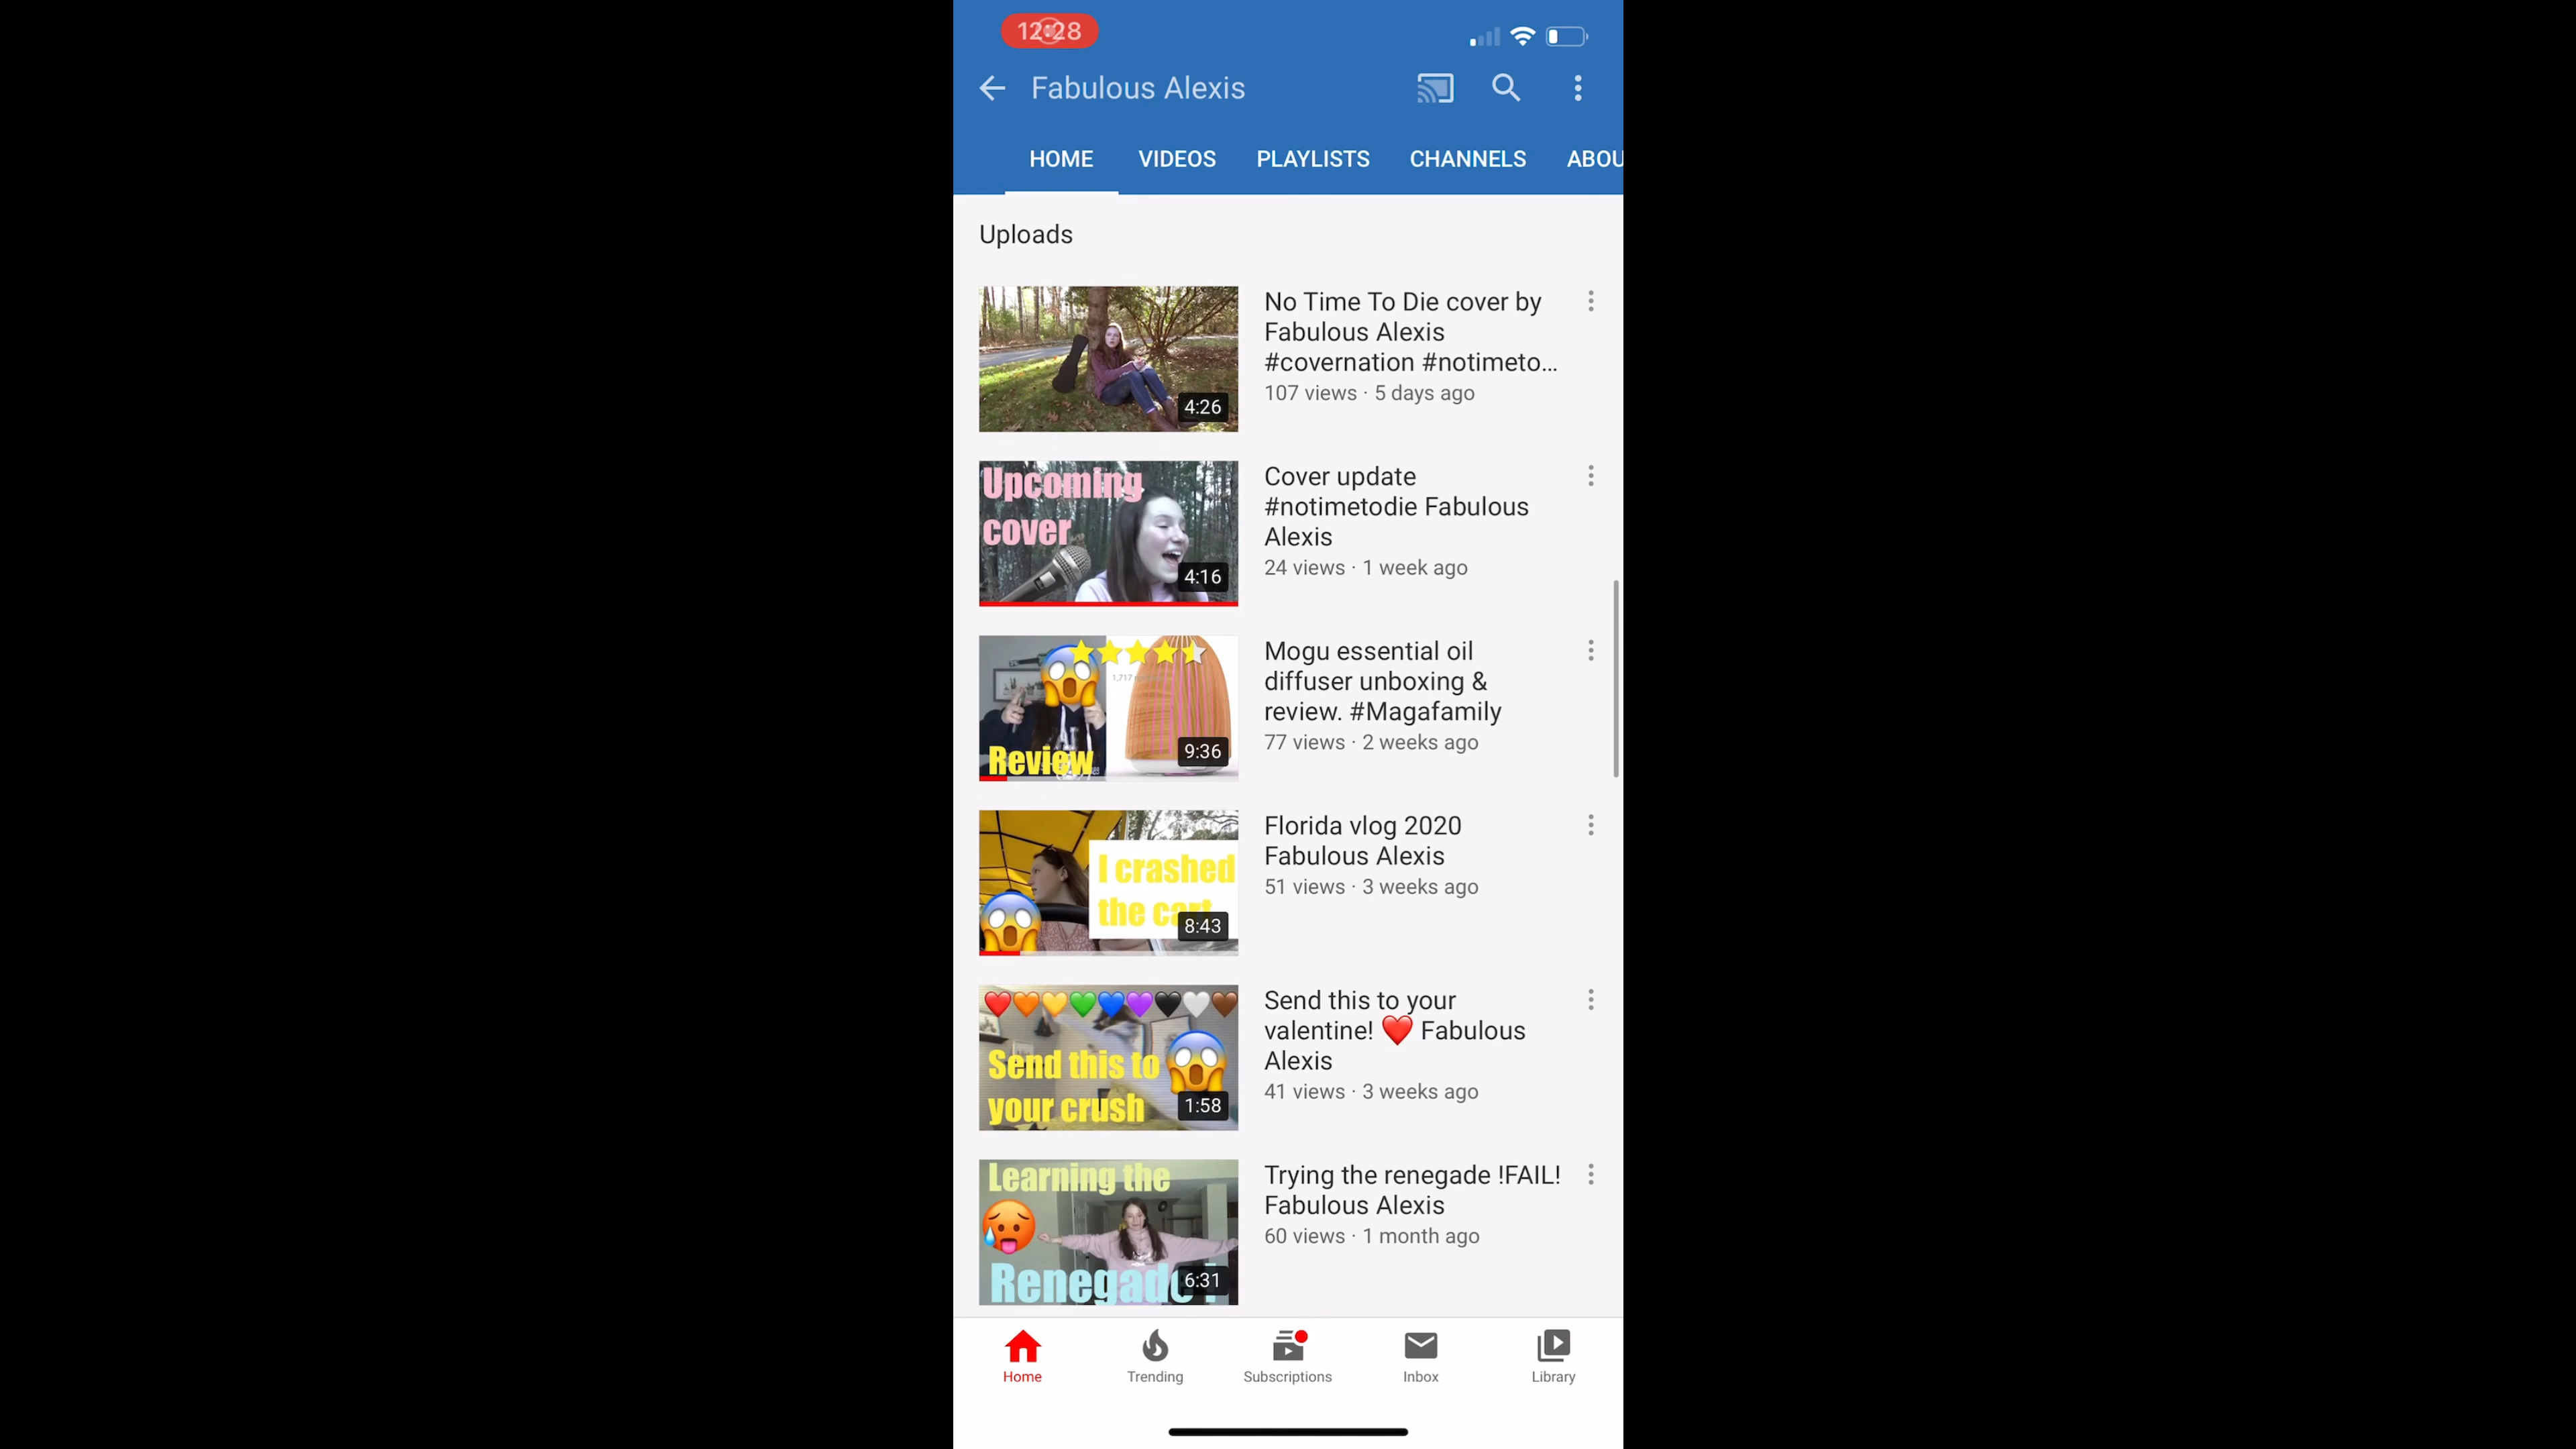 12:28
Fabulous Alexis
HOME VIDEOS PLAYLISTS CHANNELS ABOU
Uploads
No Time To Die cover by
Fabulous Alexis
#covernation #notimeto...
107 views · 5 days ago
4:26
Upcoming
cover
4:16
Cover update
#notimetodie Fabulous
Alexis
24 views · 1 week ago
1,717
Review
9:36
Mogu essential oil
diffuser unboxing &
review. #Magafamily
77 views · 2 weeks ago
I crashed
the cart
8:43
Florida vlog 2020
Fabulous Alexis
51 views · 3 weeks ago
Send this to
your crush
1:58
Send this to your
valentine! ❤️ Fabulous
Alexis
41 views · 3 weeks ago
Learning the
Renegade !
6:31
Trying the renegade !FAIL!
Fabulous Alexis
60 views · 1 month ago
Home Trending Subscriptions Inbox Library